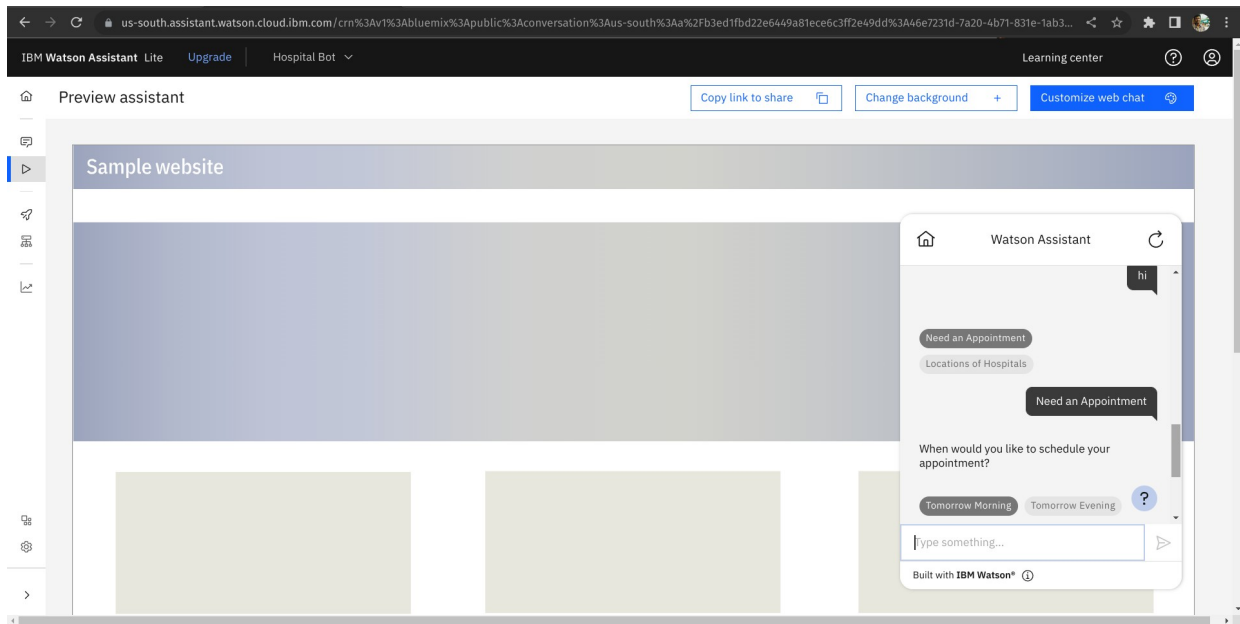 us-south.assistant.watson.cloud.ibm.com/crn%3Av1%3Abluemix%3Apublic%3Aconversation%3Aus-south%3Aa%2Fb3ed1fbd22e6449a81ece6c3ff2e49dd%3A46e7231d-7a20-4b71-831e-1ab3...
IBM Watson Assistant Lite Upgrade Hospital Bot Learning center
Preview assistant Copy link to share Change background + Customize web chat
Sample website
Watson Assistant
hi
Need an Appointment
Locations of Hospitals
Need an Appointment
When would you like to schedule your
appointment?
Tomorrow Morning Tomorrow Evening ?
Type something...
Built with IBM Watson®